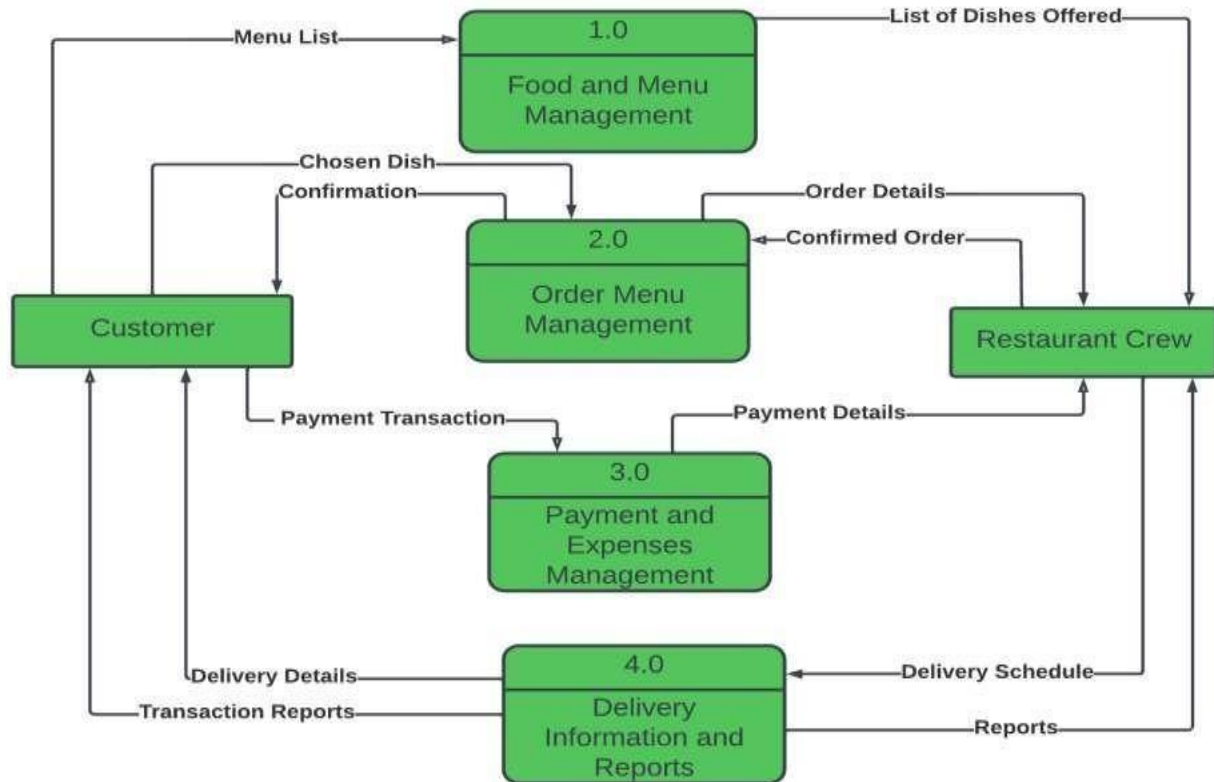 List of Dishes Offered
Menu List
1.0
Food and Menu
Management
Chosen Dish
Confirmation
Order Details
2.0
Confirmed Order
Order Menu
Management
Customer
Restaurant Crew
Payment Transaction
Payment Details
3.0
Payment and
Expenses
Management
4.0
Delivery Details
Delivery Schedule
Transaction Reports
Delivery
Information and
Reports
Reports